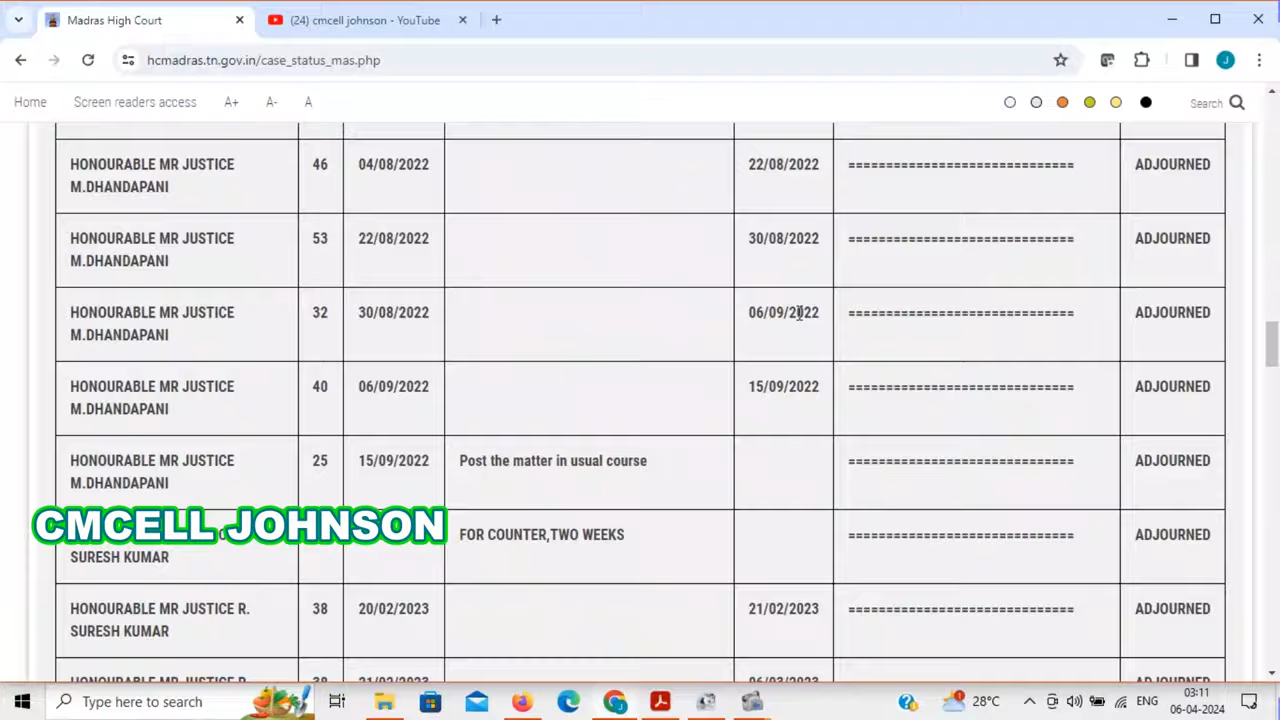 Madras High Court
(24) cmcell johnson - YouTube
hcmadras.tn.gov.in/case_status_mas.php
J
Home Screen readers access A+ A- A Search
HONOURABLE MR JUSTICE M.DHANDAPANI 46 04/08/2022 22/08/2022 ============================== ADJOURNED
HONOURABLE MR JUSTICE M.DHANDAPANI 53 22/08/2022 30/08/2022 ============================== ADJOURNED
HONOURABLE MR JUSTICE M.DHANDAPANI 32 30/08/2022 06/09/2022 ============================== ADJOURNED
HONOURABLE MR JUSTICE M.DHANDAPANI 40 06/09/2022 15/09/2022 ============================== ADJOURNED
HONOURABLE MR JUSTICE M.DHANDAPANI 25 15/09/2022 Post the matter in usual course ============================== ADJOURNED
CMCELL JOHNSON
SURESH KUMAR FOR COUNTER,TWO WEEKS ============================== ADJOURNED
HONOURABLE MR JUSTICE R. SURESH KUMAR 38 20/02/2023 21/02/2023 ============================== ADJOURNED
Type here to search
28°C
ENG
03:11
06-04-2024